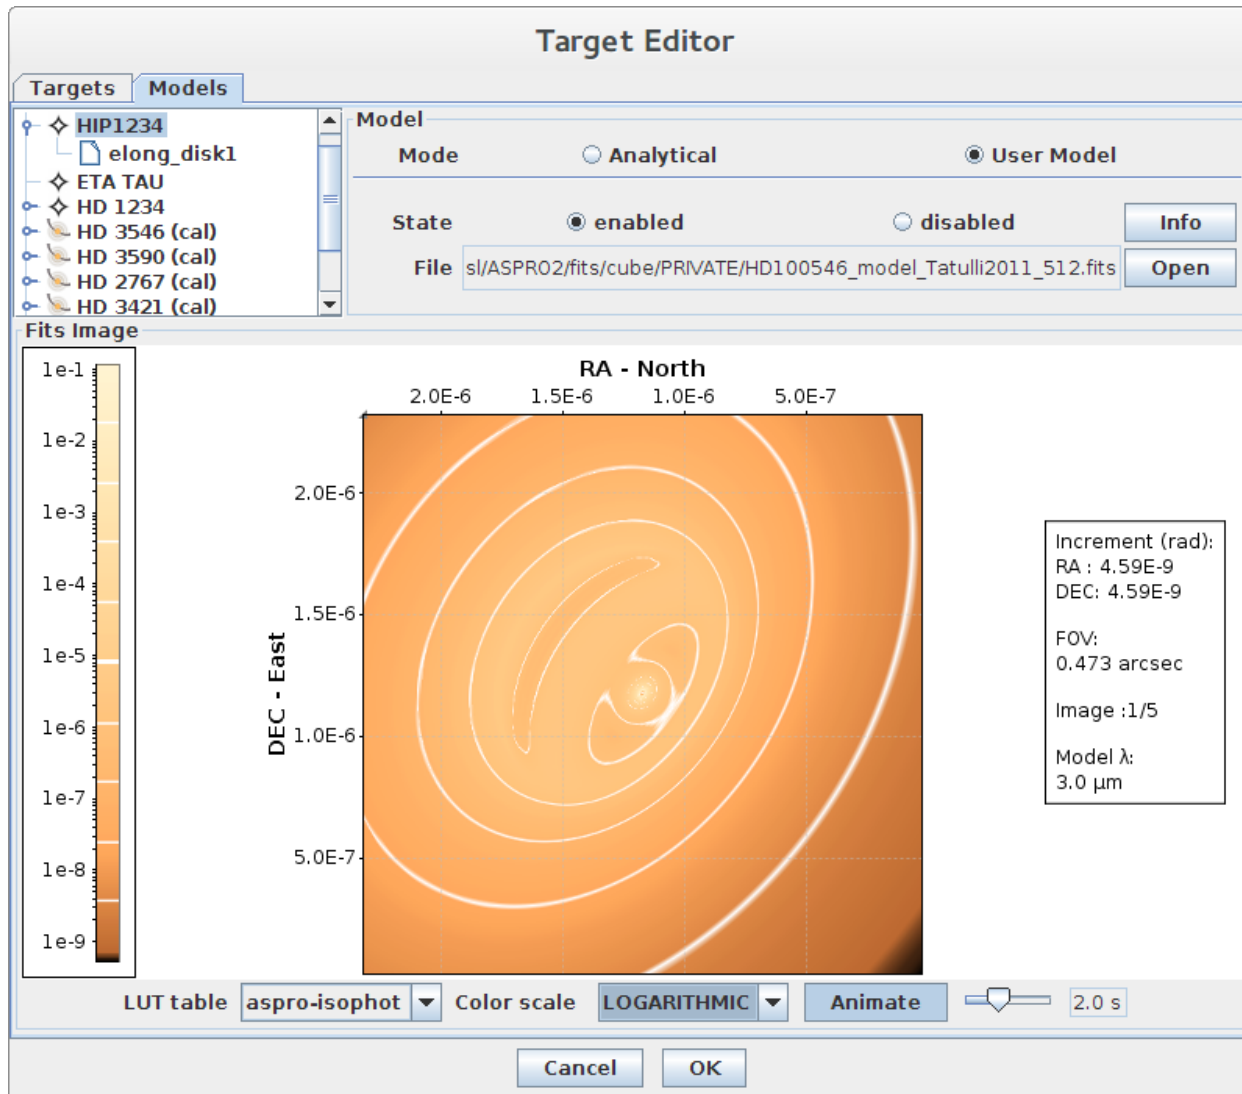 Target Editor
Targets
Models
HIP1234
elong_disk1
ETA TAU
HD 1234
HD 3546 (cal)
HD 3590 (cal)
HD 2767 (cal)
HD 3421 (cal)
Model
Mode
Analytical
User Model
State
enabled
disabled
Info
File
sl/ASPRO2/fits/cube/PRIVATE/HD100546_model_Tatulli2011_512.fits
Open
Fits Image
1e-1
1e-2
1e-3
1e-4
1e-5
1e-6
1e-7
1e-8
1e-9
RA - North
2.0E-6
1.5E-6
1.0E-6
5.0E-7
DEC - East
2.0E-6
1.5E-6
1.0E-6
5.0E-7
Increment (rad):
RA : 4.59E-9
DEC: 4.59E-9
FOV:
0.473 arcsec
Image :1/5
Model λ:
3.0 μm
LUT table
aspro-isophot
Color scale
LOGARITHMIC
Animate
2.0 s
Cancel
OK